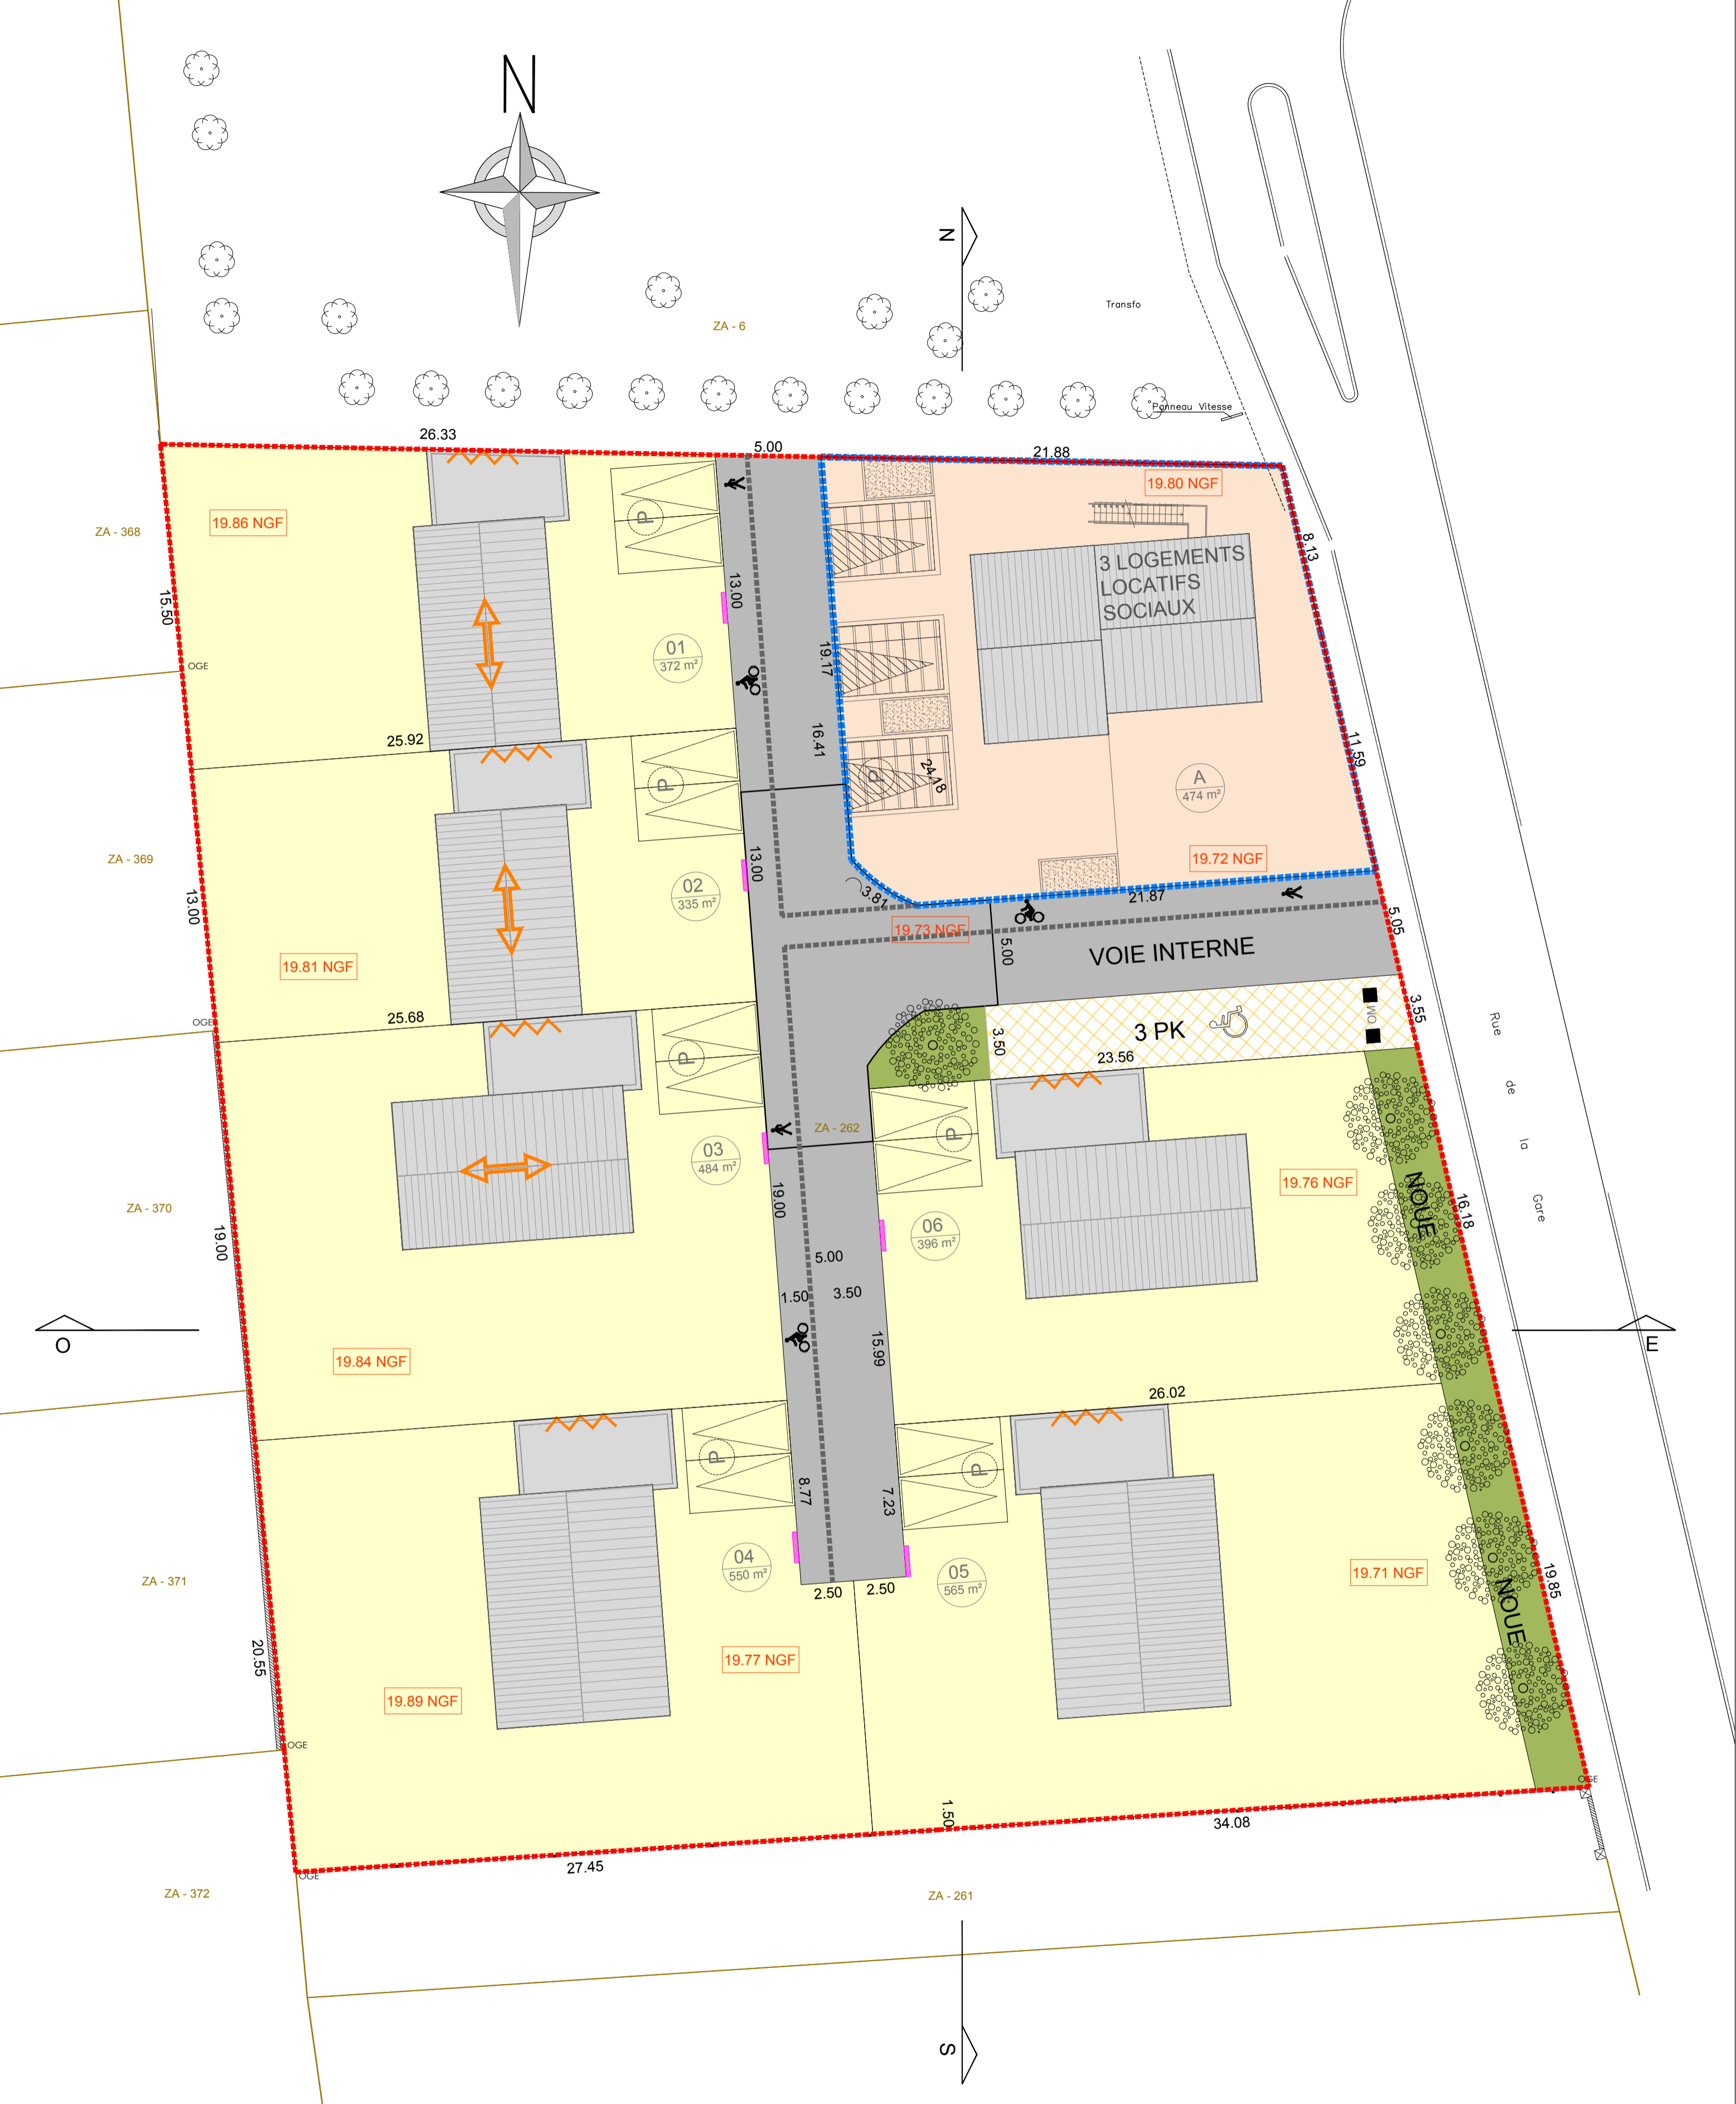 N
N
Transfo
ZA - 6
Panneau Vitesse
26.33
5.00
21.88
19.80 NGF
19.86 NGF
ZA - 368
P
8.13
3 LOGEMENTS
LOCATIFS
SOCIAUX
13.00
15.50
01
372 m²
19.17
OGE
25.92
16.41
11.59
P
P
24.18
A
474 m²
ZA - 369
13.00
19.72 NGF
02
335 m²
3.81
21.87
13.00
19.73 NGF
5.05
5.00
VOIE INTERNE
19.81 NGF
25.68
OGE
3.55
OM
3 PK
3.50
23.56
P
Rue
de
la
Gare
ZA - 262
P
03
484 m²
19.76 NGF
NOUE
16.18
ZA - 370
19.00
19.00
06
396 m²
5.00
1.50
3.50
O
E
15.99
19.84 NGF
26.02
P
P
8.77
7.23
04
550 m²
05
565 m²
19.71 NGF
ZA - 371
2.50
2.50
19.85
NOUE
20.55
19.77 NGF
19.89 NGF
OGE
OGE
1.50
34.08
27.45
OGE
ZA - 372
ZA - 261
S